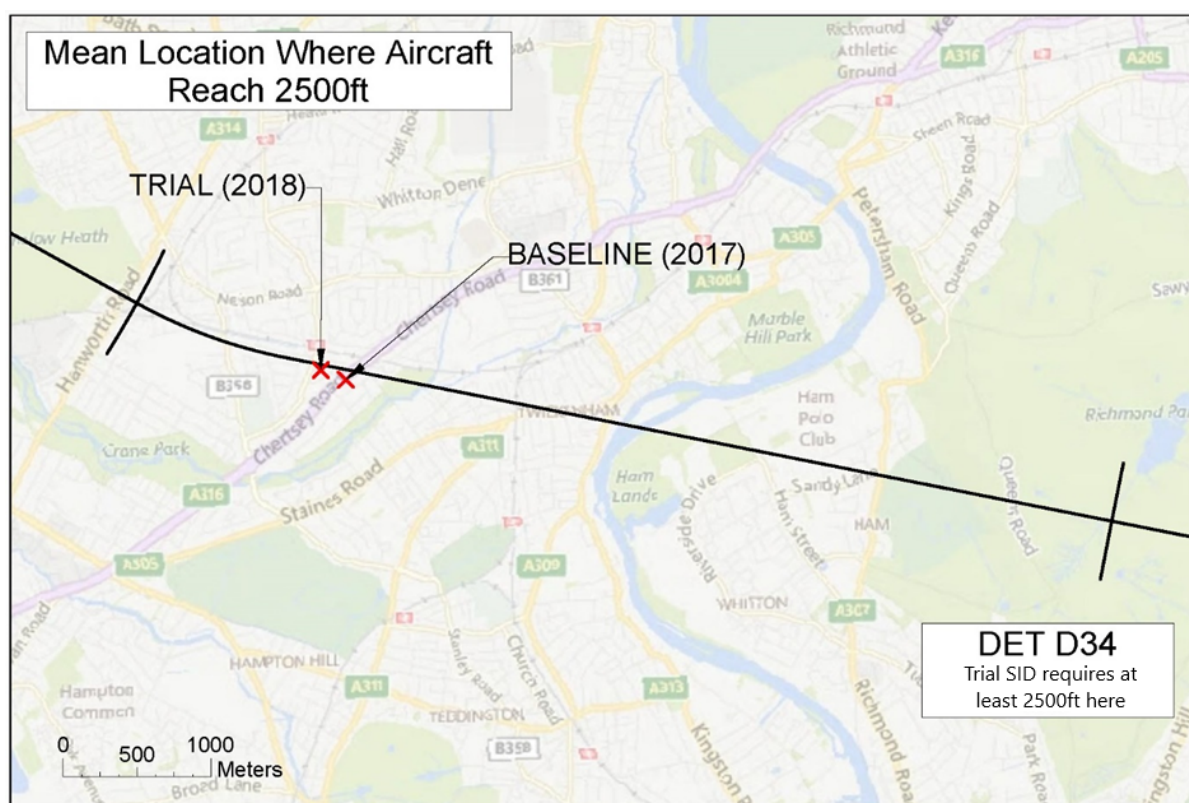 Mean Location Where Aircraft
Reach 2500ft
Richmond
Athletic
Ground
A316
A205
A314
Hall Road
Sheen Road
Kings Road
TRIAL (2018)
Whitton Dene
Petersham Road
Queens Road
A305
BASELINE (2017)
B361
A3004
Nelson Road
Chertsey Road
Hanworth Road
Marble
Hill Park
B358
Chertsey Road
TWICKENHAM
Ham
Polo
Club
Richmond Pa
Crane Park
A311
Ham
Lands
Sandy Lane
Queen Road
A316
Staines Road
Riverside Drive
Ham Street
HAM
A305
A309
WHITTON
A307
DET D34
Trial SID requires at
least 2500ft here
HAMPTON HILL
Stanley Road
Church Road
Hampton
Common
A311
A313
TEDDINGTON
Richmond Road
Park Road
Kingston
B358
0 500 1000
Meters
Broad Lane